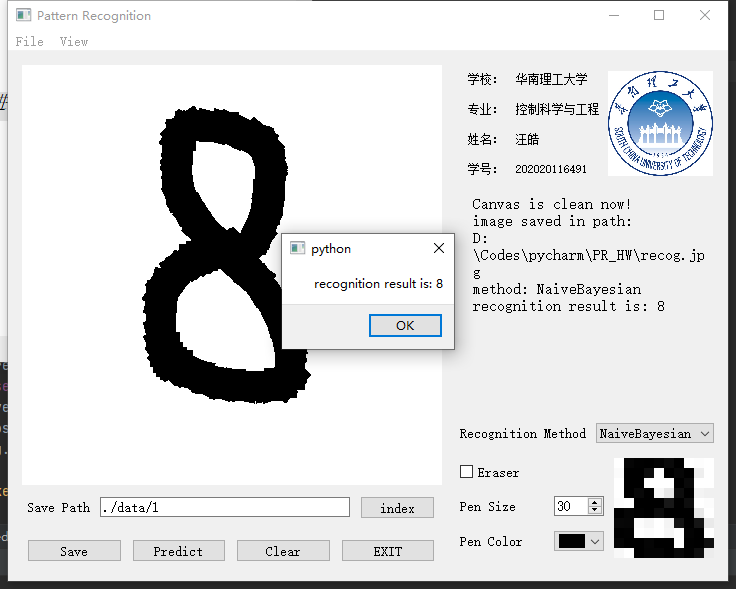 Pattern Recognition
File View
学校： 华南理工大学
专业： 控制科学与工程
姓名： 汪皓
学号： 202020116491
SOUTH CHINA UNIVERSITY OF TECHNOLOGY
Canvas is clean now!
image saved in path:
D:
\Codes\pycharm\PR_HW\recog.jp
g
method: NaiveBayesian
recognition result is: 8
8
python
recognition result is: 8
OK
Recognition Method NaiveBayesian
Eraser
Save Path ./data/1 index
Pen Size 30
Pen Color
Save Predict Clear EXIT